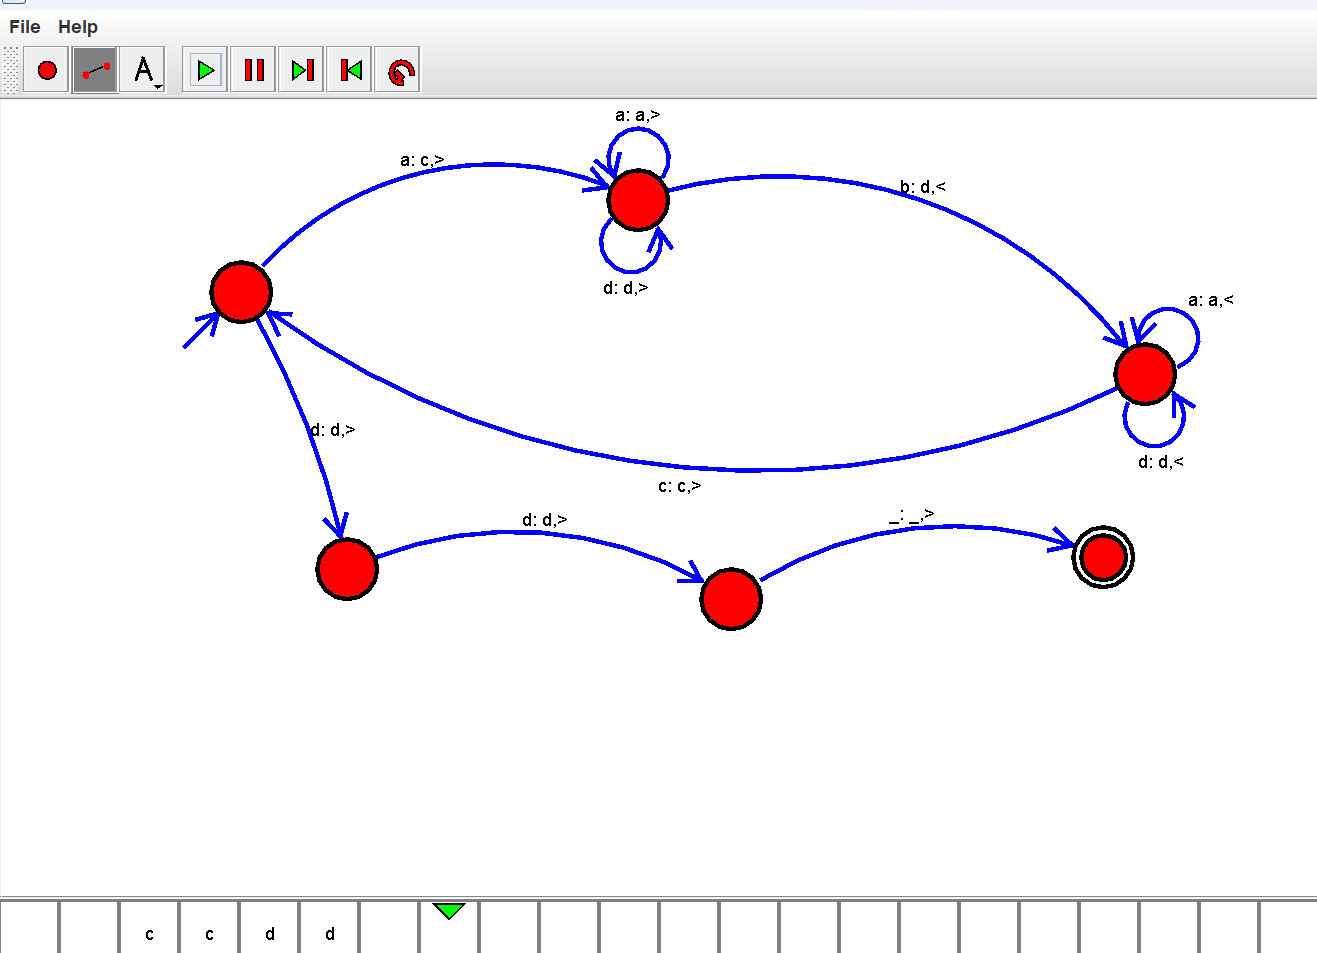 File Help
A
a: a,>
a: c,>
b: d,<
d: d,>
a: a,<
d: d,>
d: d,<
c: c,>
_: _,>
d: d,>
c c d d